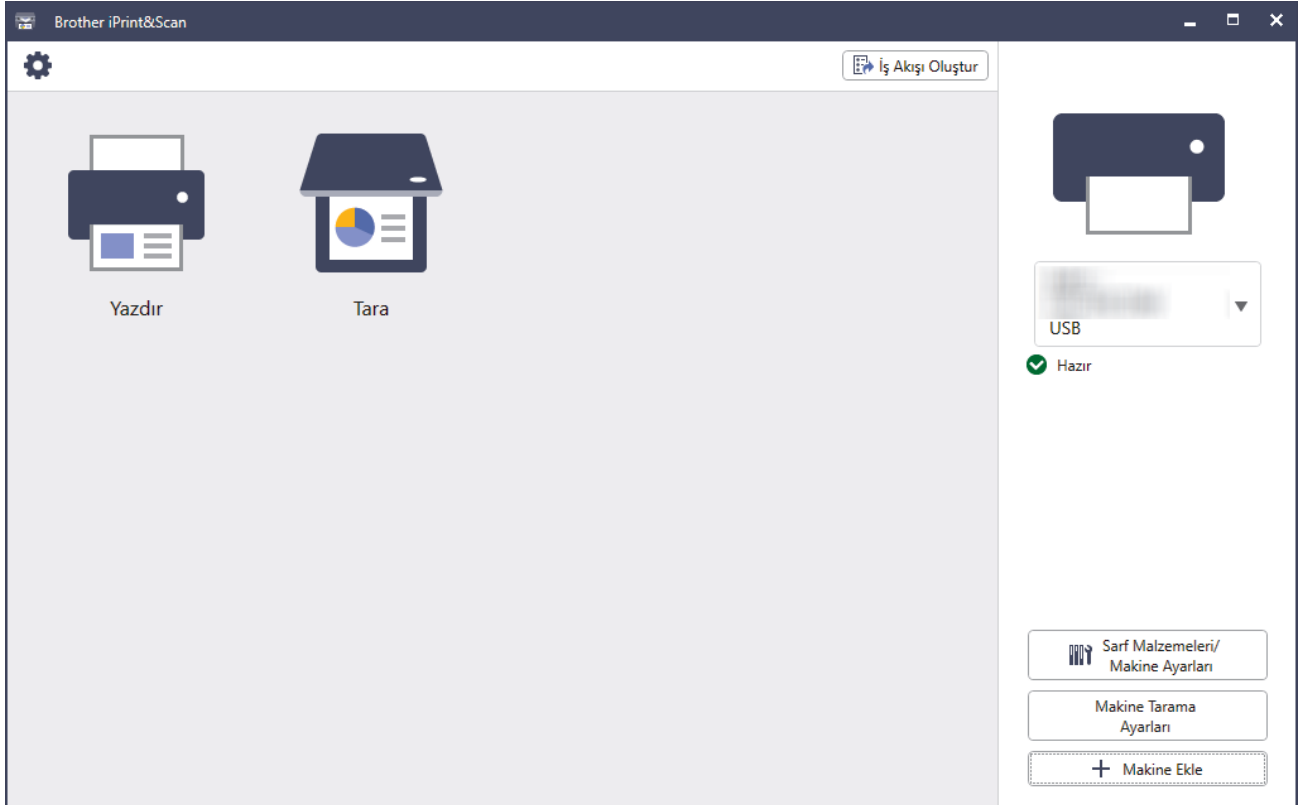 Brother iPrint&Scan
İş Akışı Oluştur
Yazdır
Tara
USB
Hazır
Sarf Malzemeleri/
Makine Ayarları
Makine Tarama
Ayarları
Makine Ekle